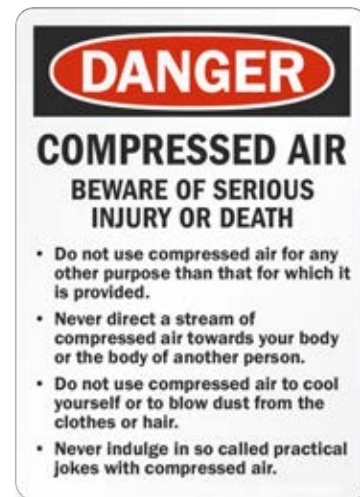 DANGER
COMPRESSED AIR
BEWARE OF SERIOUS
INJURY OR DEATH
• Do not use compressed air for any
other purpose than that for which it
is provided.
• Never direct a stream of
compressed air towards your body
or the body of another person.
• Do not use compressed air to cool
yourself or to blow dust from the
clothes or hair.
• Never indulge in so called practical
jokes with compressed air.